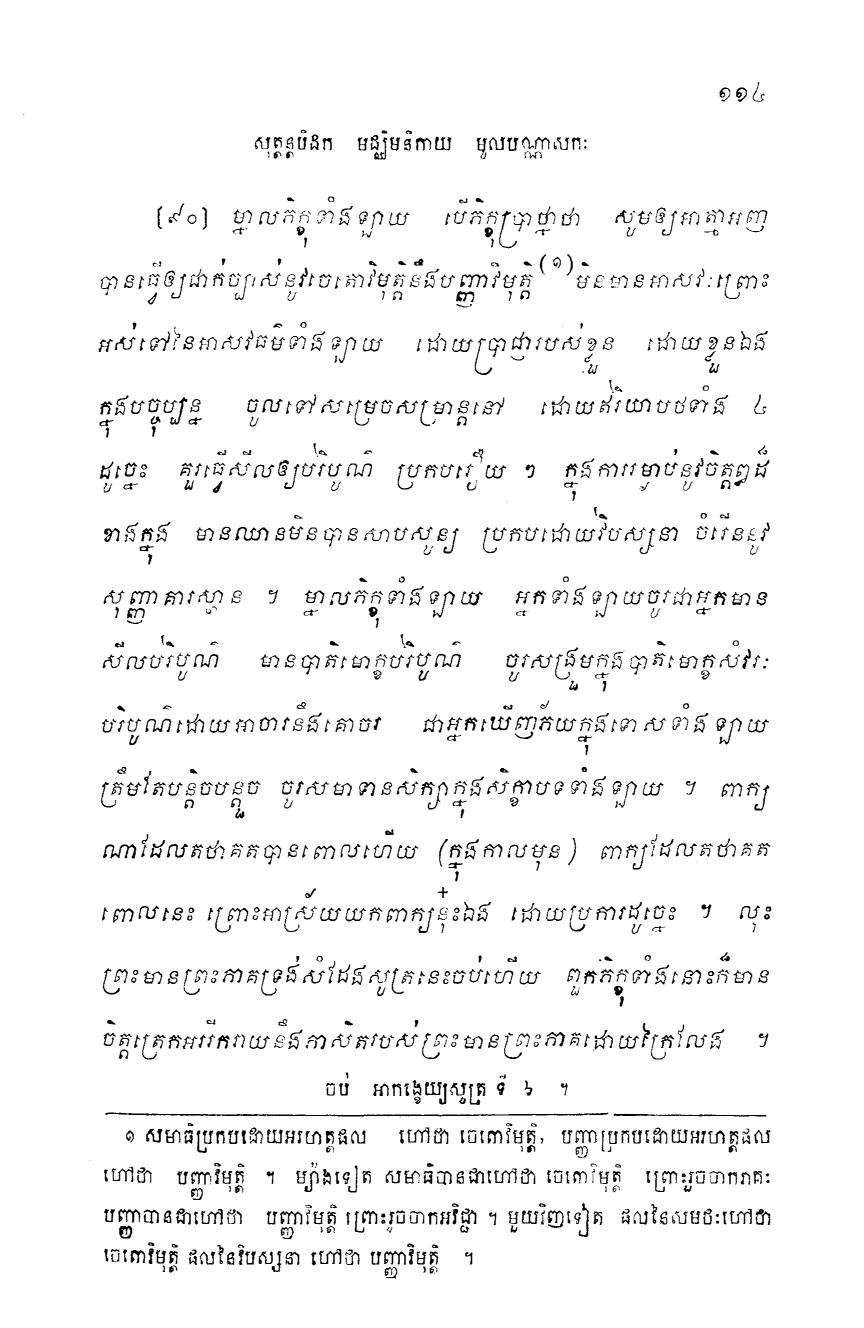 ១១៤
សុត្តន្តបិដក មជ្ឈិមនិកាយ មូលបណ្ណាសកៈ
[៩០] ម្នាលភិក្ខុទាំងឡាយ បើភិក្ខុប្រាថ្នាថា សូមឲ្យអាត្មាអញ
បានធ្វើឲ្យជាក់ច្បាស់នូវចេតោវិមុត្តិនឹងបញ្ញាវិមុត្តិ(១)មិនមានអាសវៈព្រោះ
អស់ទៅនៃអាសវធម៌ទាំងឡាយ ដោយប្រាជ្ញារបស់ខ្លួន ដោយខ្លួនឯង
ក្នុងបច្ចុប្បន្ន ចូលទៅសម្រេចសម្រាន្តនៅ ដោយឥរិយាបថទាំង ៤
ដូច្នេះ គួរធ្វើសីលឲ្យបរិបូណ៌ ប្រកបរឿយ ៗ ក្នុងការរម្ងាប់នូវចិត្តឰដ៏
ខាងក្នុង មានឈានមិនបានសាបសូន្យ ប្រកបដោយវិបស្សនា ចំរើននូវ
សុញ្ញាគារស្ថាន ។ ម្នាលភិក្ខុទាំងឡាយ អ្នកទាំងឡាយចូរជាអ្នកមាន
សីលបរិបូណ៌ មានបាតិមោក្ខបរិបូណ៌ ចូរសង្រួមក្នុងបាតិមោក្ខសំវរៈ
បរិបូណ៌ដោយអាចារនឹងគោចរ ជាអ្នកឃើញភ័យក្នុងទោសទាំងឡាយ
ត្រឹមតែបន្តិចបន្តួច ចូរសមាទានសិក្សាក្នុងសិក្ខាបទទាំងឡាយ ។ ពាក្យ
ណាដែលតថាគតបានពោលហើយ (ក្នុងកាលមុន) ពាក្យដែលតថាគត
ពោលនេះ ព្រោះអាស្រ័យយកពាក្យនុ៎ះឯង ដោយប្រការដូច្នេះ ។ លុះ
ព្រះមានព្រះភាគទ្រង់សំដែងសូត្រនេះចប់ហើយ ពួកភិក្ខុទាំងនោះក៏មាន
ចិត្តត្រេកអររីករាយនឹងភាសិតរបស់ព្រះមានព្រះភាគដោយក្រៃលែង ។
ចប់ អាកង្ខេយ្យសូត្រ ទី ៦ ។
១ សមាធិប្រកបដោយអរហត្តផល ហៅថា ចេតោវិមុត្តិ, បញ្ញាប្រកបដោយអរហត្តផល
ហៅថា បញ្ញាវិមុត្តិ ។ ម្យ៉ាងទៀត សមាធិបានជាហៅថា ចេតោវិមុត្តិ ព្រោះរួចចាករាគៈ
បញ្ញាបានជាហៅថា បញ្ញាវិមុត្តិ ព្រោះរួចចាកអវិជ្ជា ។ មួយវិញទៀត ផលនៃសមថៈហៅថា
ចេតោវិមុត្តិ ផលនៃវិបស្សនា ហៅថា បញ្ញាវិមុត្តិ ។